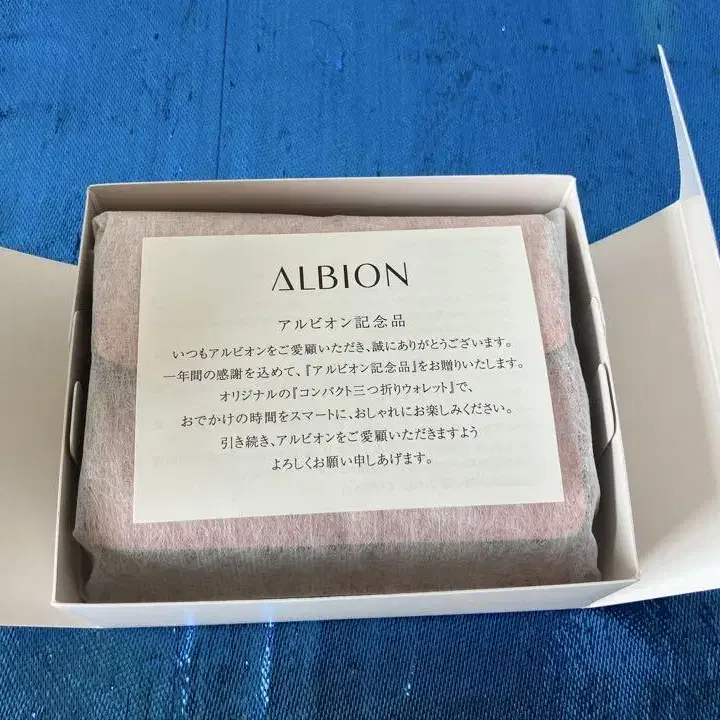 ALBION
アルビオン記念品
いつもアルビオンをご愛顧いただき、誠にありがとうございます。
一年間の感謝を込めて、『アルビオン記念品』をお贈りいたします。
オリジナルの『コンパクト三つ折りウォレット』で、
おでかけの時間をスマートに、おしゃれにお楽しみください。
引き続き、アルビオンをご愛顧いただきますよう
よろしくお願い申しあげます。